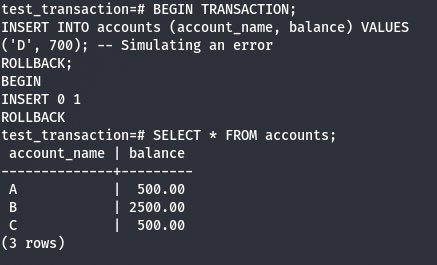 test_transaction=# BEGIN TRANSACTION;
INSERT INTO accounts (account_name, balance) VALUES
('D', 700); -- Simulating an error
ROLLBACK;
BEGIN
INSERT 0 1
ROLLBACK
test_transaction=# SELECT * FROM accounts;
 account_name | balance
--------------+---------
 A            |  500.00
 B            | 2500.00
 C            |  500.00
(3 rows)